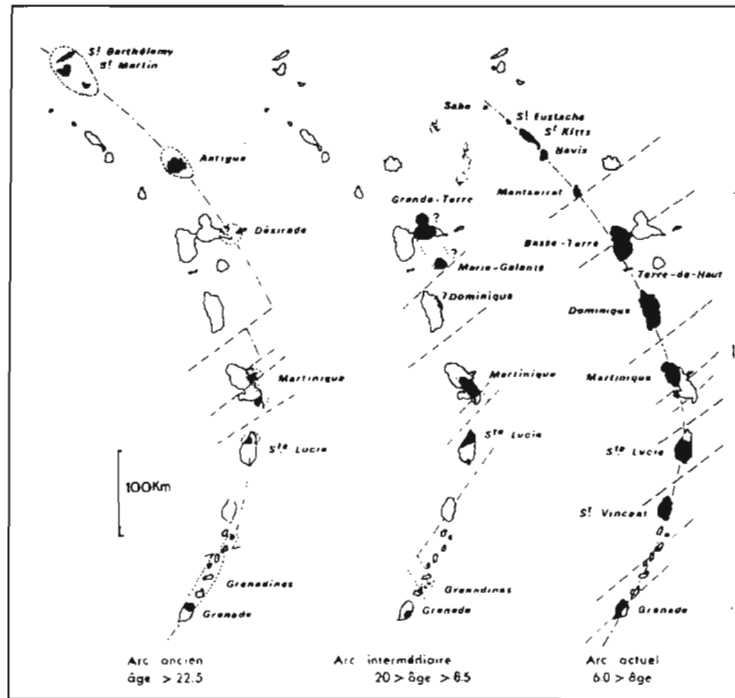 St Barthélemy
St Martin
Antigua
Désirade
Martinique
Ste Lucie
100Km
Grenadines
Grenade
Arc ancien
âge > 22.5
Grande-Terre
?
?
Marie-Galante
? Dominique
Martinique
Ste Lucie
Grenadines
Grenade
Arc intermédiaire
20 > âge > 6.5
Saba
St Eustache
St Kitts
Nevis
Montserrat
Basse-Terre
Terre-de-Haut
Dominique
Martinique
Ste Lucie
St Vincent
Grenade
Arc actuel
6.0 > âge